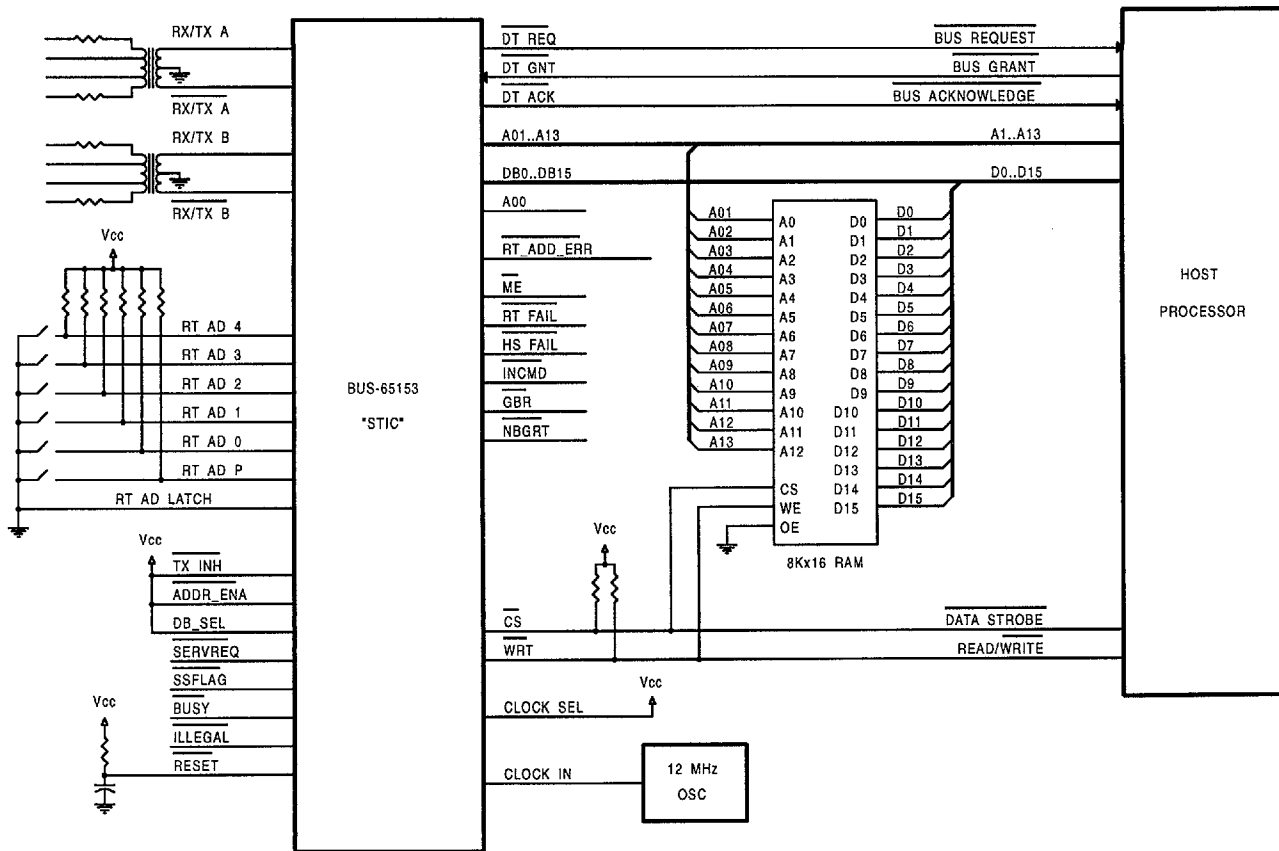 RX/TX A
RX/TX A
RX/TX B
RX/TX B
Vcc
RT AD 4
RT AD 3
RT AD 2
RT AD 1
RT AD 0
RT AD P
RT AD LATCH
Vcc
TX INH
ADDR_ENA
DB_SEL
SERVREQ
SSFLAG
BUSY
ILLEGAL
RESET
Vcc
BUS-65153
"STIC"
DT REQ
DT GNT
DT ACK
A01..A13
DB0..DB15
A00
RT_ADD_ERR
ME
RT FAIL
HS FAIL
INCMD
GBR
NBGRT
CS
WRT
CLOCK SEL
CLOCK IN
Vcc
Vcc
12 MHz
OSC
BUS REQUEST
BUS GRANT
BUS ACKNOWLEDGE
A1..A13
D0..D15
A01 A0 D0 D0
A02 A1 D1 D1
A03 A2 D2 D2
A04 A3 D3 D3
A05 A4 D4 D4
A06 A5 D5 D5
A07 A6 D6 D6
A08 A7 D7 D7
A09 A8 D8 D8
A10 A9 D9 D9
A11 A10 D10 D10
A12 A11 D11 D11
A13 A12 D12 D12
D13 D13
CS D14 D14
WE D15 D15
OE
8Kx16 RAM
DATA STROBE
READ/WRITE
HOST
PROCESSOR